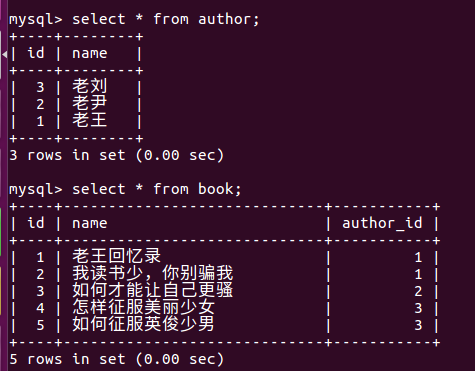 mysql> select * from author;
+----+--------+
| id | name   |
+----+--------+
|  3 | 老刘   |
|  2 | 老尹   |
|  1 | 老王   |
+----+--------+
3 rows in set (0.00 sec)

mysql> select * from book;
+----+-----------------------------+-----------+
| id | name                        | author_id |
+----+-----------------------------+-----------+
|  1 | 老王回忆录                  |         1 |
|  2 | 我读书少，你别骗我          |         1 |
|  3 | 如何才能让自己更骚          |         2 |
|  4 | 怎样征服美丽少女            |         3 |
|  5 | 如何征服英俊少男            |         3 |
+----+-----------------------------+-----------+
5 rows in set (0.00 sec)